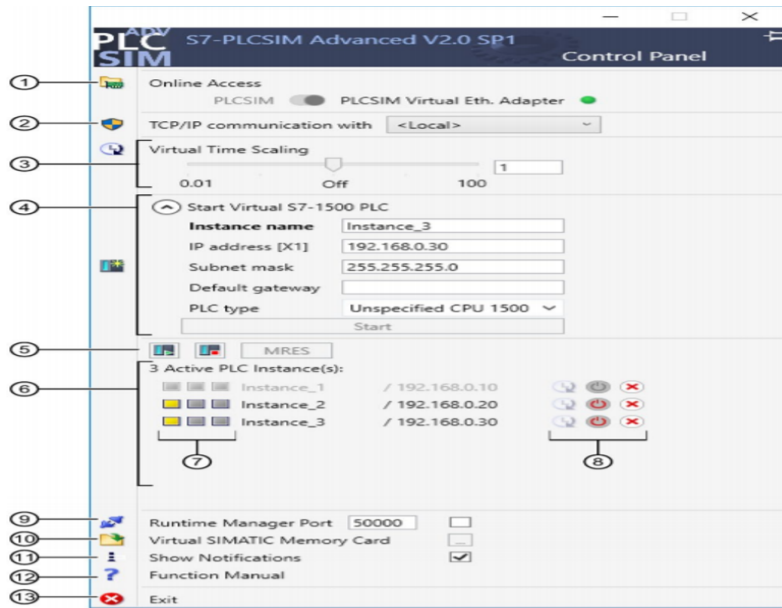 ADV
PLC SIM
S7-PLCSIM Advanced V2.0 SP1
Control Panel
① Online Access
PLCSIM PLCSIM Virtual Eth. Adapter
② TCP/IP communication with <Local>
③ Virtual Time Scaling
1
0.01 Off 100
④ Start Virtual S7-1500 PLC
Instance name Instance_3
IP address [X1] 192.168.0.30
Subnet mask 255.255.255.0
Default gateway
PLC type Unspecified CPU 1500
Start
⑤ MRES
⑥ 3 Active PLC Instance(s):
Instance_1 / 192.168.0.10
Instance_2 / 192.168.0.20
Instance_3 / 192.168.0.30
⑦ ⑧
⑨ Runtime Manager Port 50000
⑩ Virtual SIMATIC Memory Card ...
⑪ Show Notifications
⑫ ? Function Manual
⑬ Exit